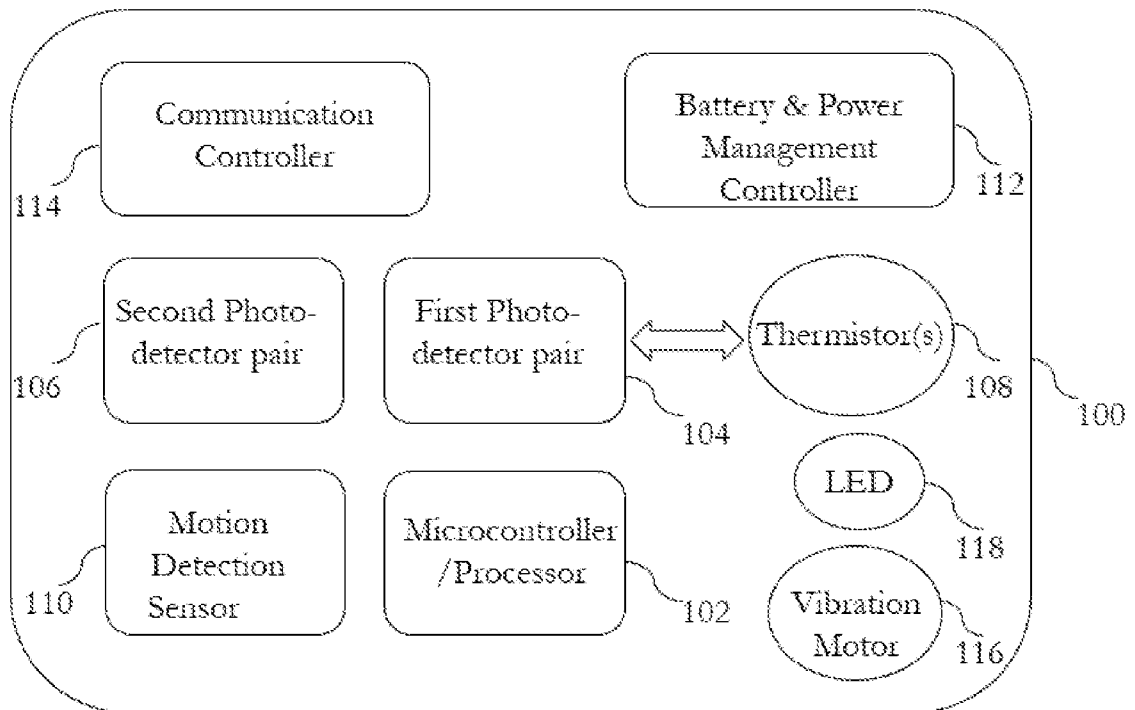 Communication
Controller
114
Battery & Power
Management
Controller
112
Second Photo-
detector pair
106
First Photo-
detector pair
104
Thermistor(s)
108
100
Motion
Detection
Sensor
110
Microcontroller
/Processor
102
LED
118
Vibration
Motor
116